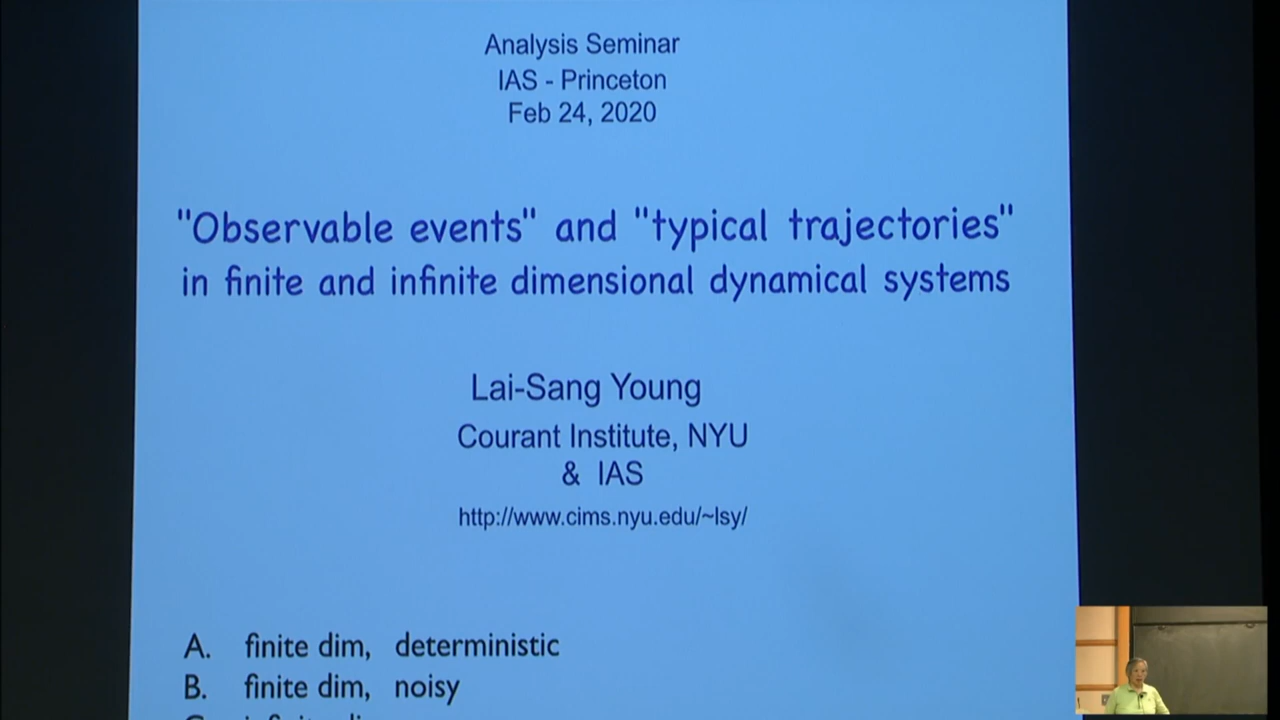 Analysis Seminar
IAS - Princeton
Feb 24, 2020
"Observable events" and "typical trajectories"
in finite and infinite dimensional dynamical systems
Lai-Sang Young
Courant Institute, NYU
& IAS
http://www.cims.nyu.edu/~lsy/
A. finite dim, deterministic
B. finite dim, noisy